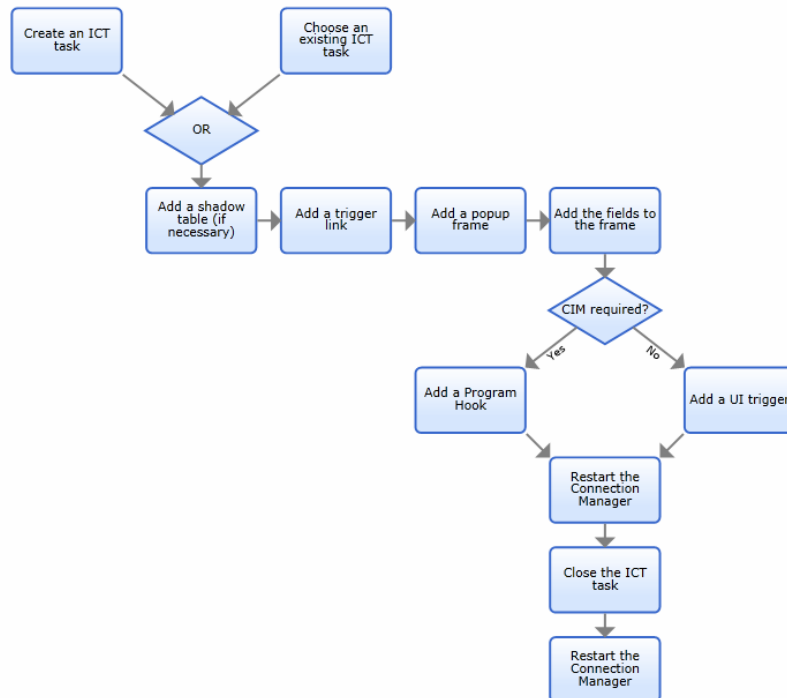 Create an ICT
task
Choose an
existing ICT
task
OR
Add a shadow
table (if
necessary)
Add a trigger
link
Add a popup
frame
Add the fields to
the frame
CIM required?
Yes
No
Add a Program
Hook
Add a UI trigger
Restart the
Connection
Manager
Close the ICT
task
Restart the
Connection
Manager